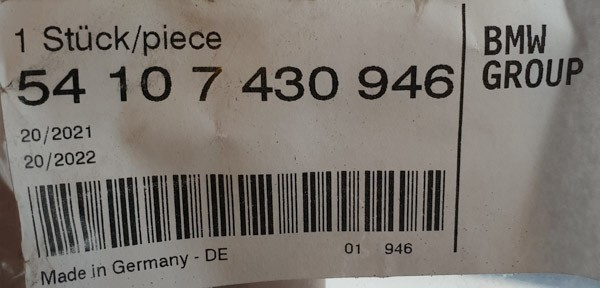 1 Stück/piece
54 10 7 430 946
20/2021
20/2022
Made in Germany - DE
01 946
BMW
GROUP